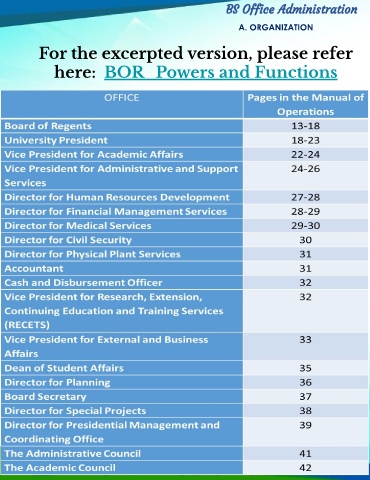 BS Office Administration
A. ORGANIZATION
For the excerpted version, please refer
here: BOR_Powers and Functions
OFFICE Pages in the Manual of
Operations
Board of Regents 13-18
University President 18-23
Vice President for Academic Affairs 22-24
Vice President for Administrative and Support 24-26
Services
Director for Human Resources Development 27-28
Director for Financial Management Services 28-29
Director for Medical Services 29-30
Director for Civil Security 30
Director for Physical Plant Services 31
Accountant 31
Cash and Disbursement Officer 32
Vice President for Research, Extension, 32
Continuing Education and Training Services
(RECETS)
Vice President for External and Business 33
Affairs
Dean of Student Affairs 35
Director for Planning 36
Board Secretary 37
Director for Special Projects 38
Director for Presidential Management and 39
Coordinating Office
The Administrative Council 41
The Academic Council 42